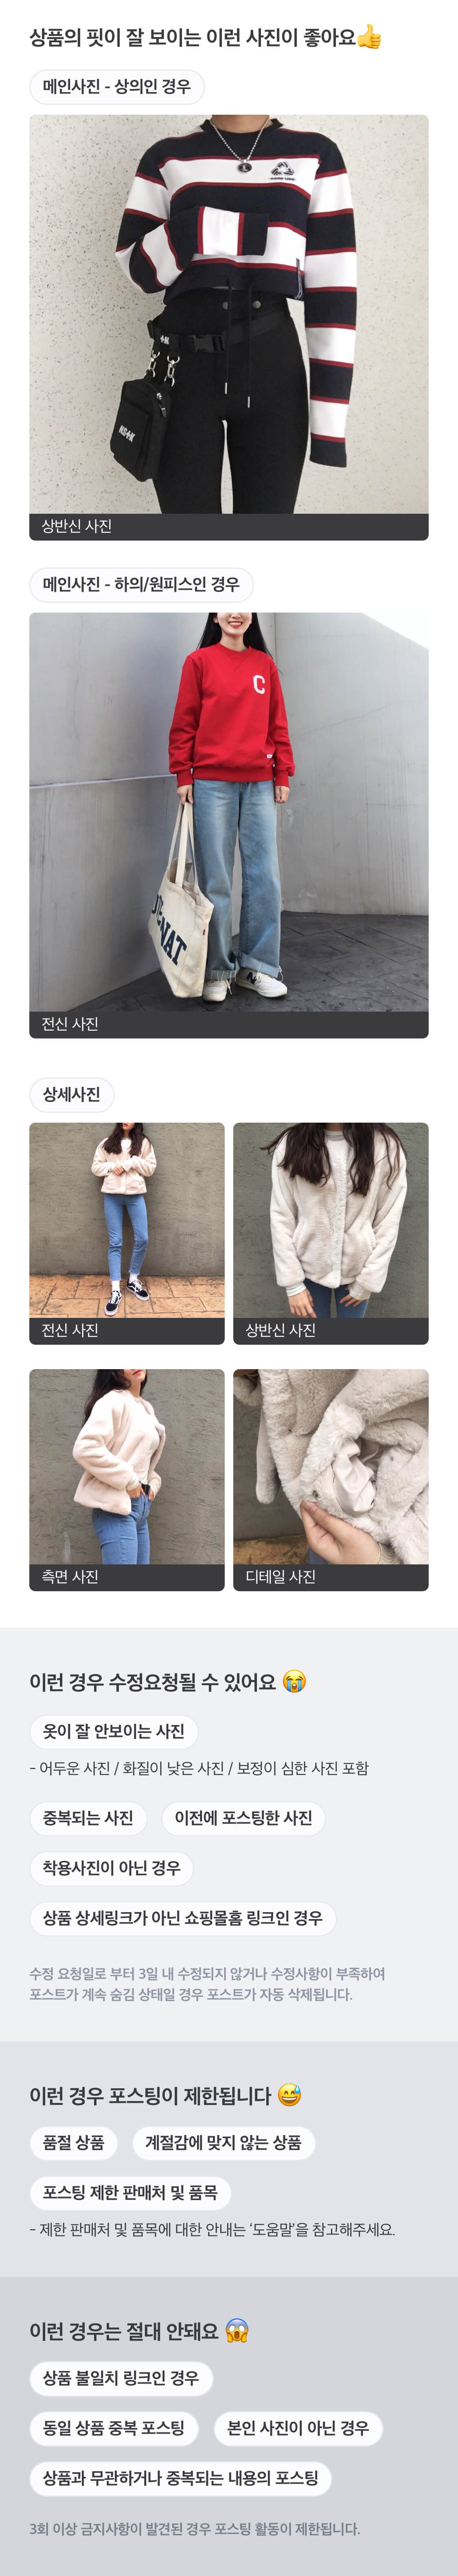 상품의 핏이 잘 보이는 이런 사진이 좋아요👍
메인사진 - 상의인 경우
NSTK
상반신 사진
메인사진 - 하의/원피스인 경우
C
전신 사진
상세사진
전신 사진
상반신 사진
측면 사진
디테일 사진
이런 경우 수정요청될 수 있어요 😭
옷이 잘 안보이는 사진
- 어두운 사진 / 화질이 낮은 사진 / 보정이 심한 사진 포함
중복되는 사진
이전에 포스팅한 사진
착용사진이 아닌 경우
상품 상세링크가 아닌 쇼핑몰홈 링크인 경우
수정 요청일로 부터 3일 내 수정되지 않거나 수정사항이 부족하여
포스트가 계속 숨김 상태일 경우 포스트가 자동 삭제됩니다.
이런 경우 포스팅이 제한됩니다 😅
품절 상품
계절감에 맞지 않는 상품
포스팅 제한 판매처 및 품목
- 제한 판매처 및 품목에 대한 안내는 ‘도움말’을 참고해주세요.
이런 경우는 절대 안돼요 😱
상품 불일치 링크인 경우
동일 상품 중복 포스팅
본인 사진이 아닌 경우
상품과 무관하거나 중복되는 내용의 포스팅
3회 이상 금지사항이 발견된 경우 포스팅 활동이 제한됩니다.